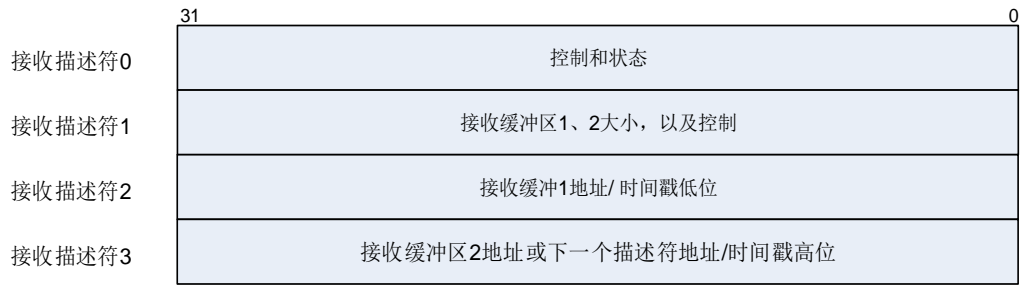 31 0
接收描述符0 控制和状态
接收描述符1 接收缓冲区1、2大小，以及控制
接收描述符2 接收缓冲1地址/ 时间戳低位
接收描述符3 接收缓冲区2地址或下一个描述符地址/时间戳高位